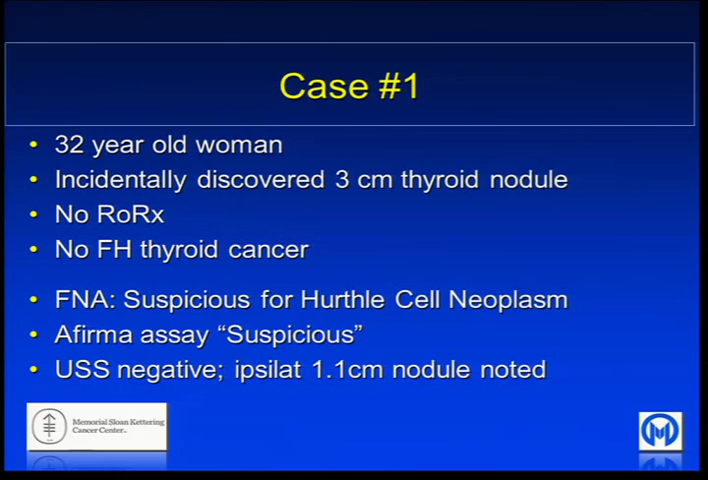 Case #1
• 32 year old woman
• Incidentally discovered 3 cm thyroid nodule
• No RoRx
• No FH thyroid cancer
• FNA: Suspicious for Hurthle Cell Neoplasm
• Afirma assay “Suspicious”
• USS negative; ipsilat 1.1cm nodule noted
Memorial Sloan Kettering
Cancer Center